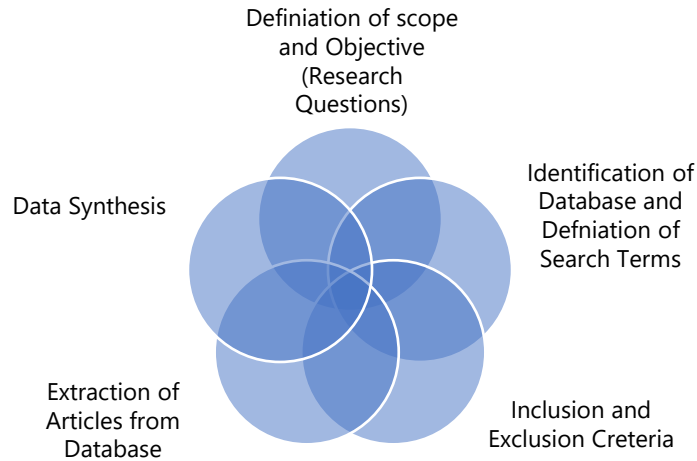 Definiation of scope
and Objective
(Research
Questions)
Identification of
Database and
Defniation of
Search Terms
Inclusion and
Exclusion Creteria
Extraction of
Articles from
Database
Data Synthesis